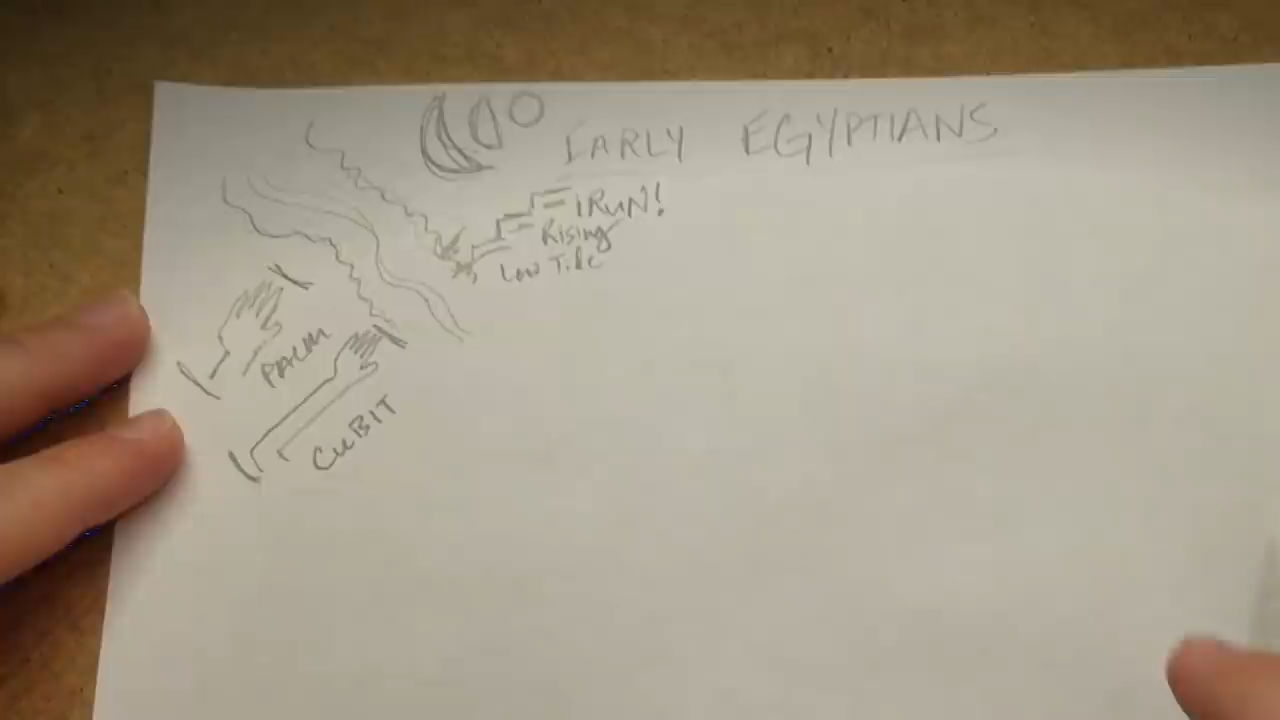 EARLY EGYPTIANS
RUN!
Rising
Low Tide
PALM
CUBIT